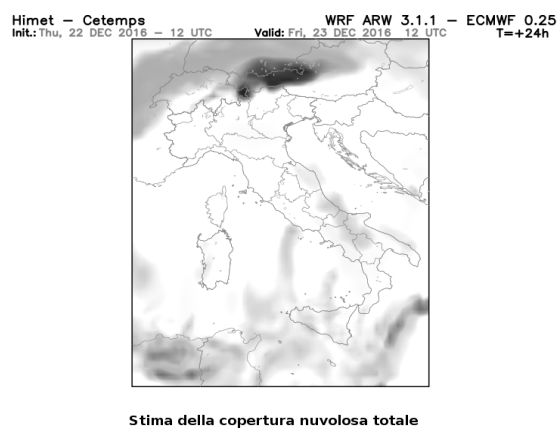 Himet – Cetemps WRF ARW 3.1.1 – ECMWF 0.25
Init.: Thu, 22 DEC 2016 – 12 UTC Valid: Fri, 23 DEC 2016 12 UTC T=+24h
Stima della copertura nuvolosa totale